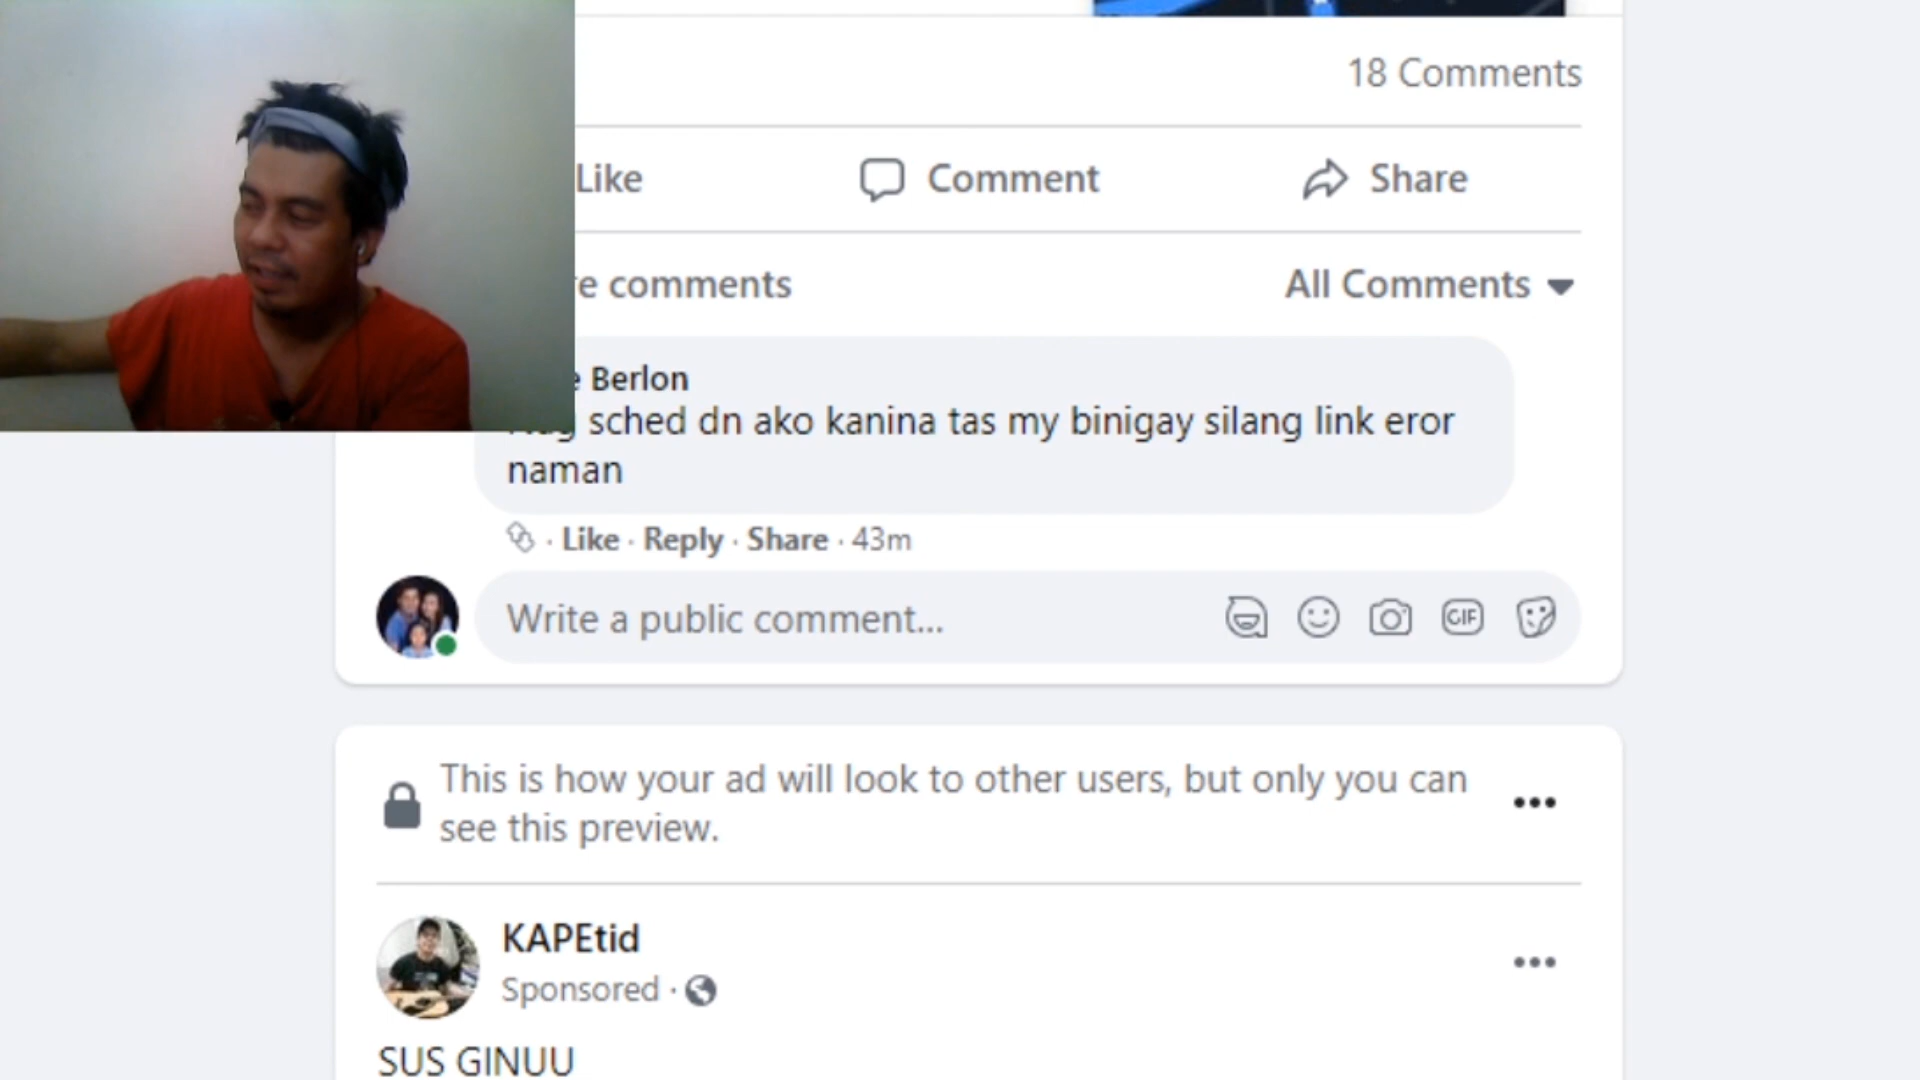 18 Comments
Like
Comment
Share
re comments
All Comments
Berlon
sched dn ako kanina tas my binigay silang link eror
naman
· Like · Reply · Share · 43m
Write a public comment...
GIF
This is how your ad will look to other users, but only you can
see this preview.
KAPEtid
Sponsored ·
SUS GINUU